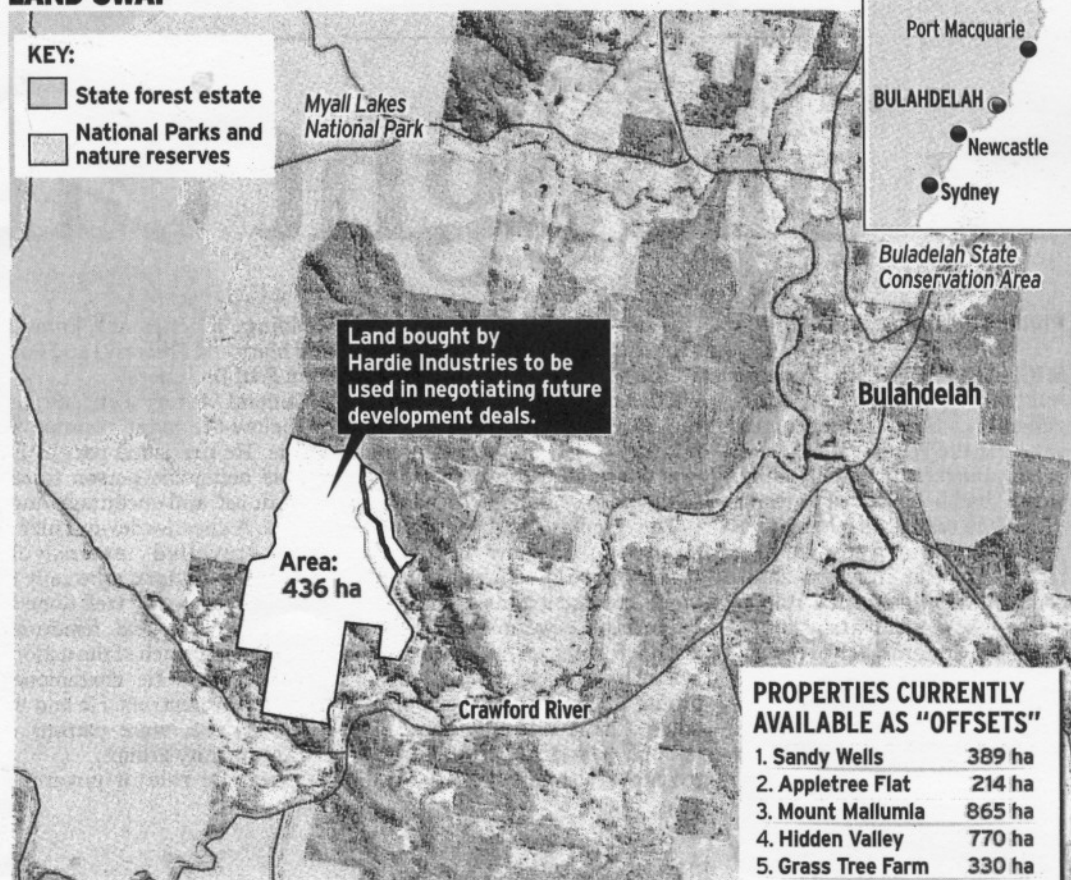 LAND SWAP
KEY:
State forest estate
National Parks and
nature reserves
Myall Lakes
National Park
Port Macquarie
BULAHDELAH
Newcastle
Sydney
Buladelah State
Conservation Area
Land bought by
Hardie Industries to be
used in negotiating future
development deals.
Bulahdelah
Area:
436 ha
Crawford River
PROPERTIES CURRENTLY
AVAILABLE AS "OFFSETS"
1. Sandy Wells 389 ha
2. Appletree Flat 214 ha
3. Mount Mallumla 865 ha
4. Hidden Valley 770 ha
5. Grass Tree Farm 330 ha